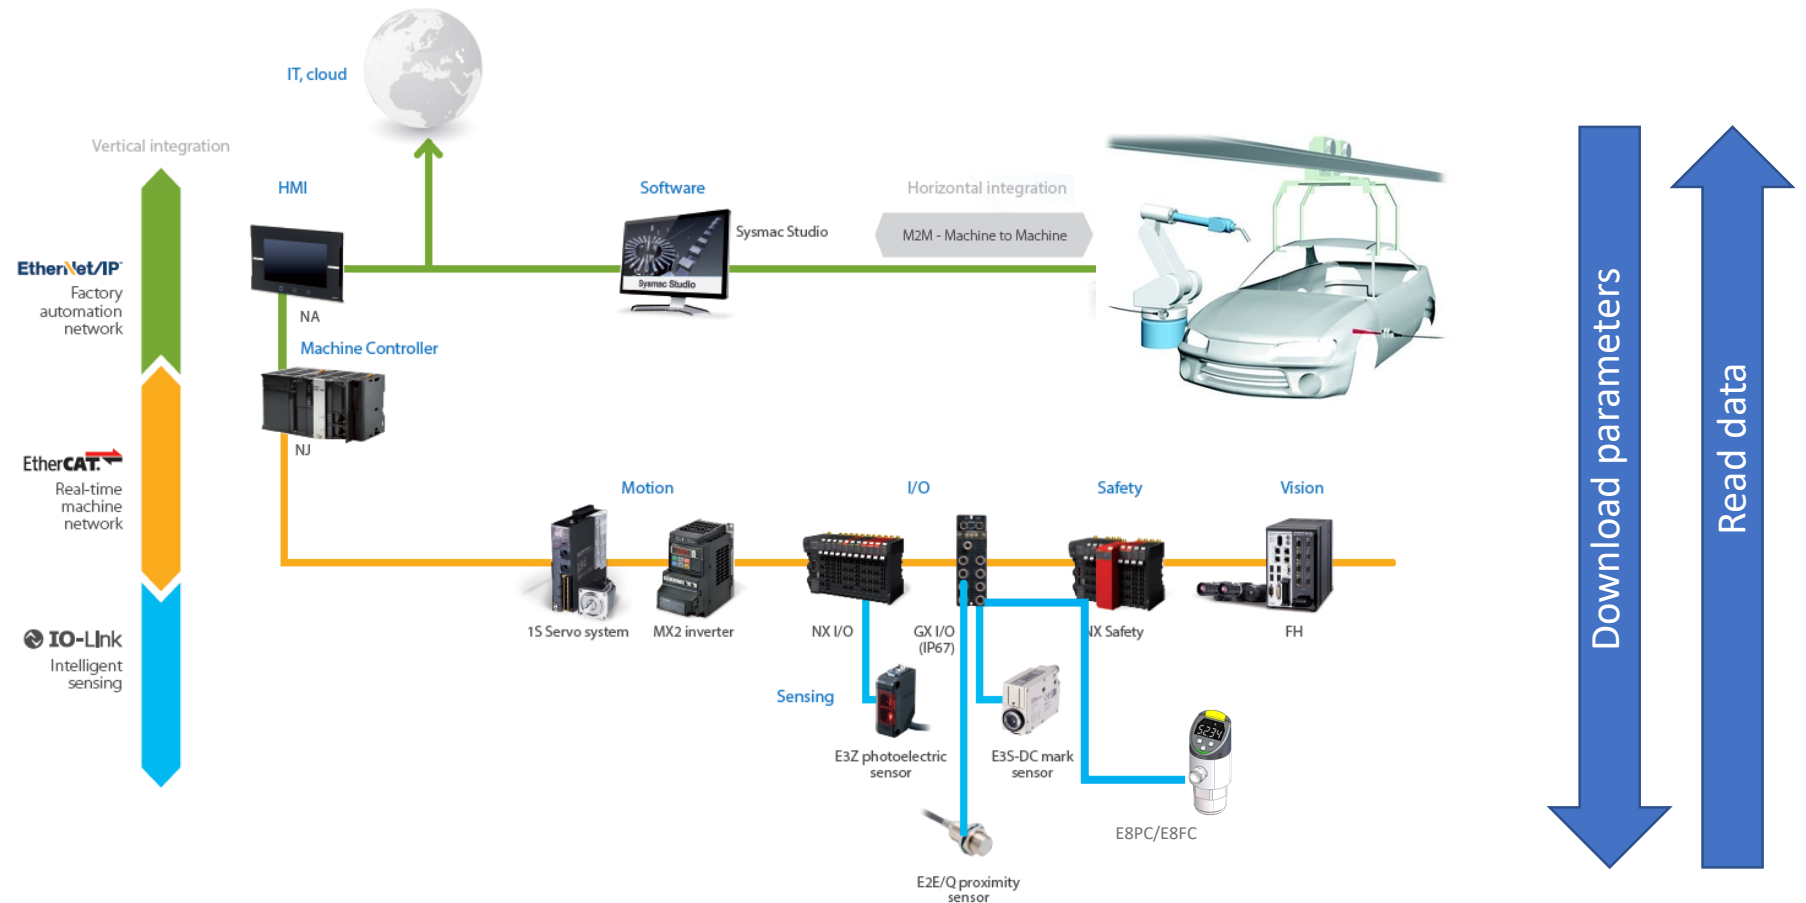 IT, cloud
Vertical integration
HMI
Software
Horizontal integration
Sysmac Studio
M2M - Machine to Machine
EtherNet/IP
Sysmac Studio
Factory
automation
network
NA
Machine Controller
NJ
EtherCAT
Real-time
machine
network
Motion
I/O
Safety
Vision
1S Servo system
MX2 inverter
NX I/O
GX I/O
(IP67)
NX Safety
FH
IO-Link
Intelligent
sensing
Sensing
E3Z photoelectric
sensor
E3S-DC mark
sensor
5234
E8PC/E8FC
E2E/Q proximity
sensor
Download parameters
Read data